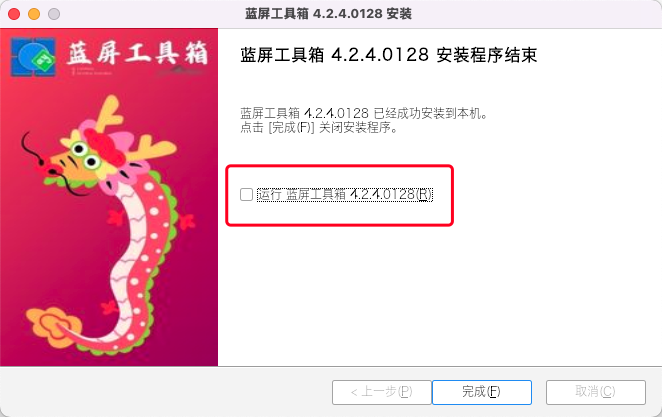 蓝屏工具箱 4.2.4.0128 安装
蓝屏工具箱
蓝屏工具箱 4.2.4.0128 安装程序结束
蓝屏工具箱 4.2.4.0128 已经成功安装到本机。
点击 [完成(F)] 关闭安装程序。
运行 蓝屏工具箱 4.2.4.0128(R)
< 上一步(P)
完成(F)
取消(C)